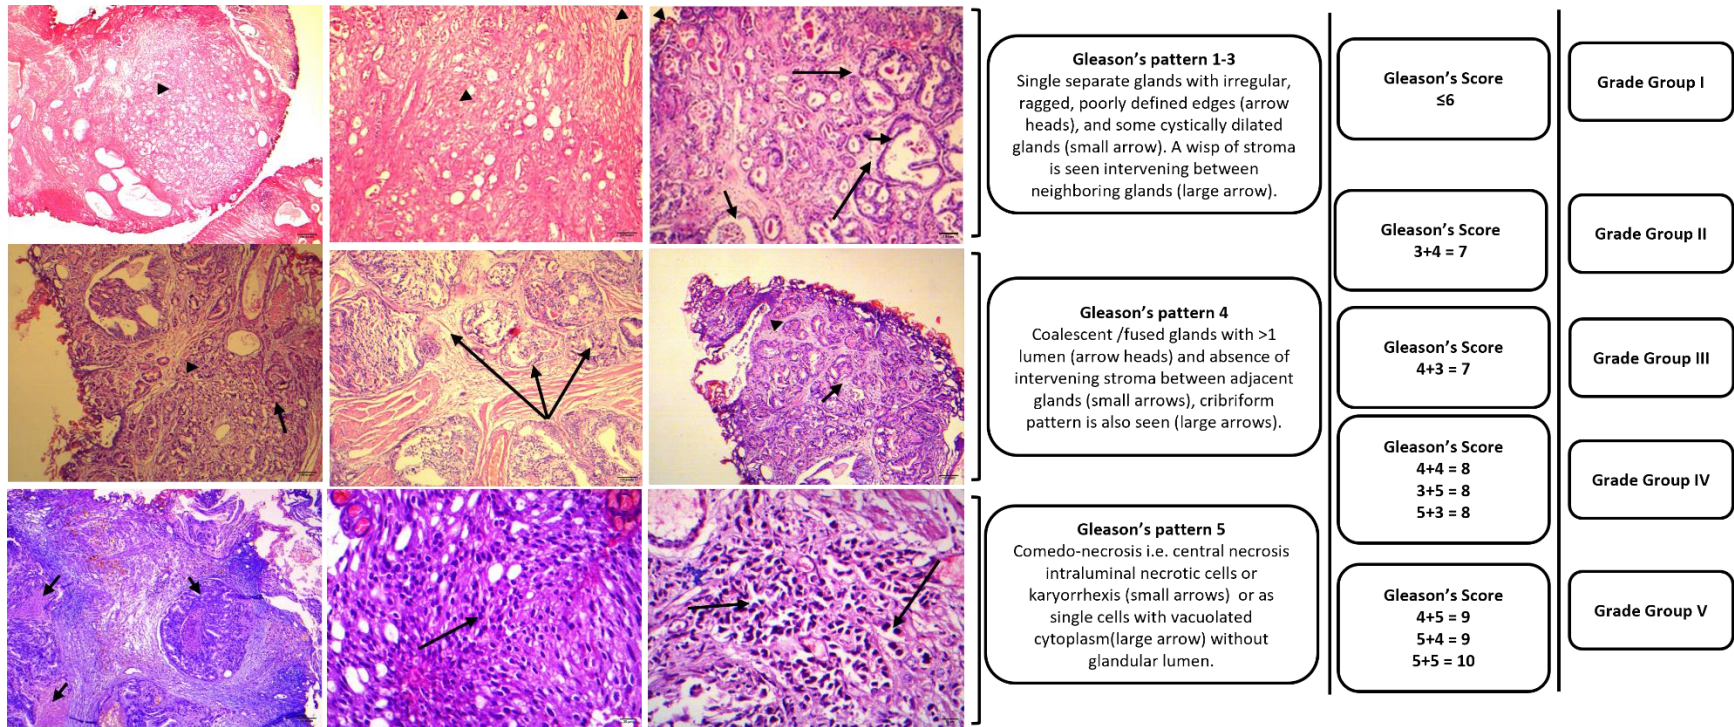 Gleason's pattern 1-3
Single separate glands with irregular,
ragged, poorly defined edges (arrow
heads), and some cystically dilated
glands (small arrow). A wisp of stroma
is seen intervening between
neighboring glands (large arrow).
Gleason's pattern 4
Coalescent /fused glands with >1
lumen (arrow heads) and absence of
intervening stroma between adjacent
glands (small arrows), cribriform
pattern is also seen (large arrows).
Gleason's pattern 5
Comedo-necrosis i.e. central necrosis
intraluminal necrotic cells or
karyorrhexis (small arrows)  or as
single cells with vacuolated
cytoplasm(large arrow) without
glandular lumen.
Gleason's Score
≤6
Gleason's Score
3+4 = 7
Gleason's Score
4+3 = 7
Gleason's Score
4+4 = 8
3+5 = 8
5+3 = 8
Gleason's Score
4+5 = 9
5+4 = 9
5+5 = 10
Grade Group I
Grade Group II
Grade Group III
Grade Group IV
Grade Group V